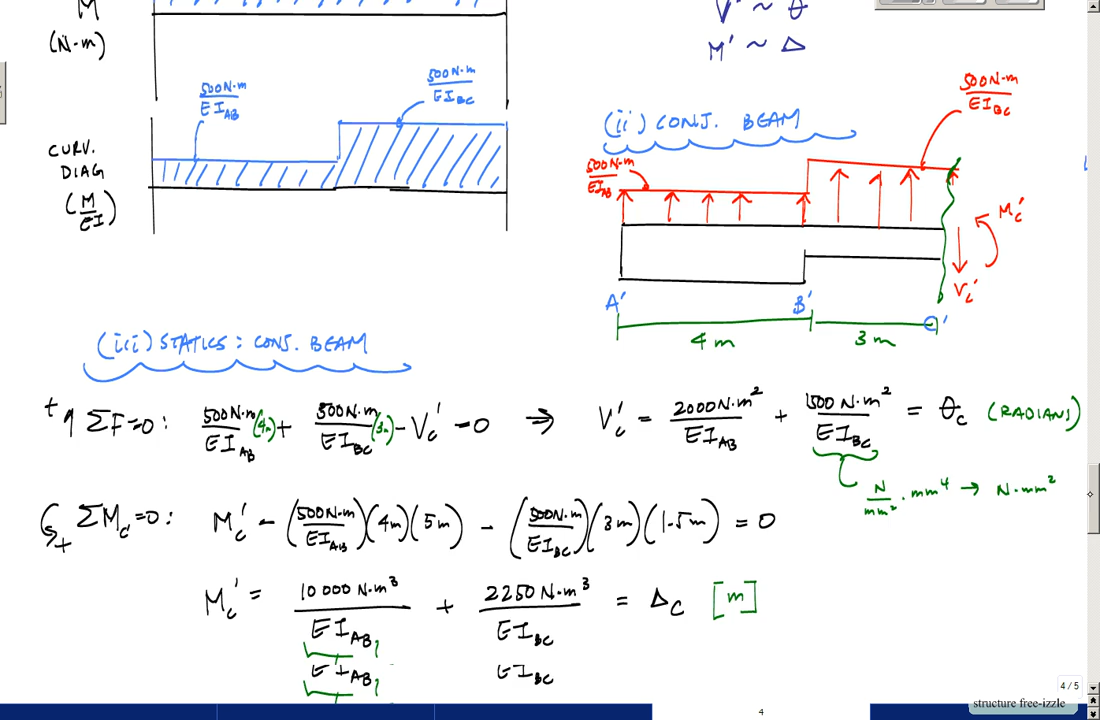 M
(N·m)
V' ~ θ
M' ~ Δ
500N·m
EI_AB
500N·m
EI_BC
CURV.
DIAG
(M/EI)
(ii) CONJ. BEAM
500N·m
EI_BC
500N·m
EI_AB
M_c'
V_c'
A' B' C'
4m 3m
(iii) STATICS: CONJ. BEAM
+↑ ΣF=0: 500N·m/EI_AB (4m) + 500N·m/EI_BC (3m) - V_c' = 0 ⇒ V_c' = 2000N·m²/EI_AB + 1500N·m²/EI_BC = θ_c (RADIANS)
N/mm² · mm⁴ → N·mm²
+ ΣM_c'=0: M_c' - (500N·m/EI_AB)(4m)(5m) - (500N·m/EI_BC)(3m)(1.5m) = 0
M_c' = 10 000 N·m³/EI_AB + 2250 N·m³/EI_BC = Δ_C [m]
EI_AB EI_BC
4/5
structure free-izzle
4